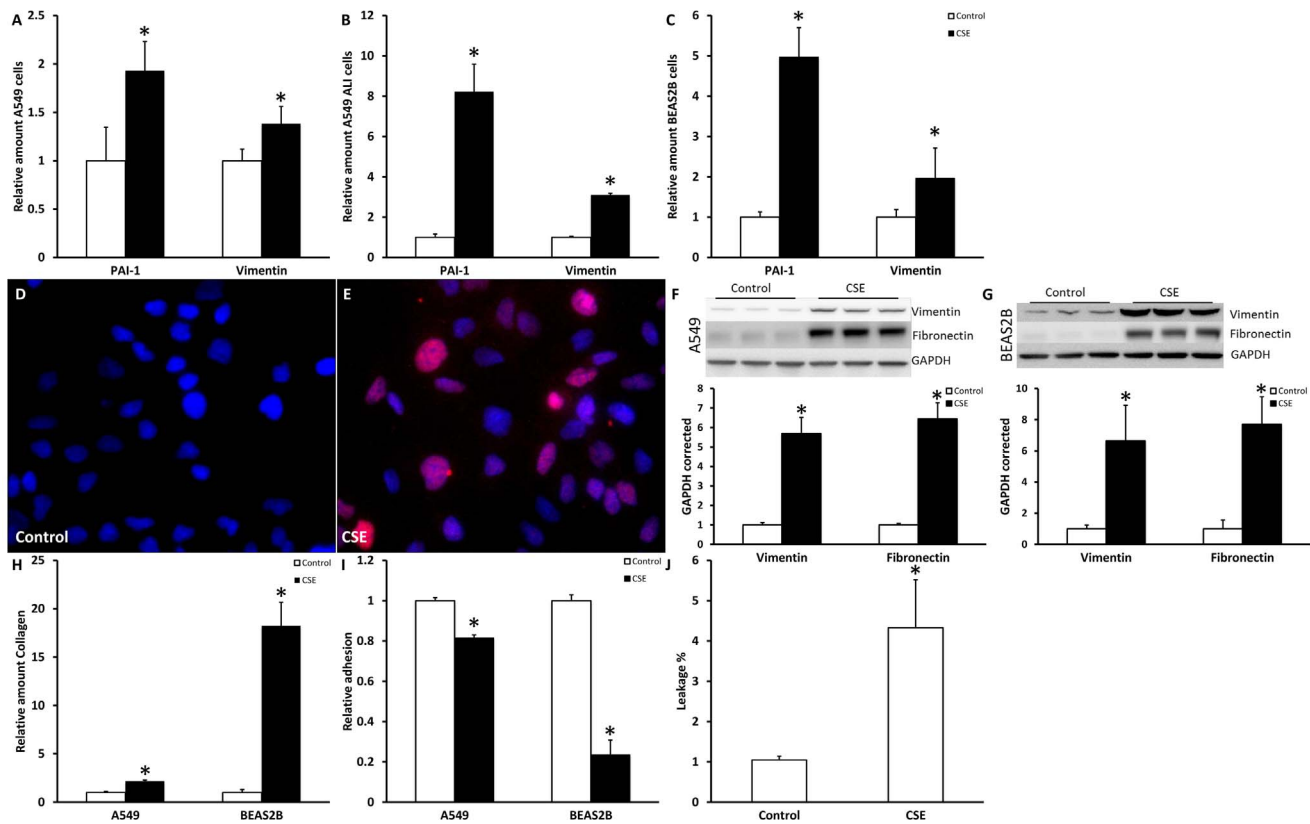 A
Relative amount A549 cells
2.5
2
1.5
1
0.5
0
*
*
PAI-1
Vimentin
B
Relative amount A549 ALI cells
12
10
8
6
4
2
0
*
*
PAI-1
Vimentin
C
Relative amount BEAS2B cells
6
5
4
3
2
1
0
*
*
PAI-1
Vimentin
Control
CSE
D
Control
E
CSE
F
A549
Control
CSE
Vimentin
Fibronectin
GAPDH
Control
CSE
GAPDH corrected
8
7
6
5
4
3
2
1
0
*
*
Vimentin
Fibronectin
G
BEAS2B
Control
CSE
Vimentin
Fibronectin
GAPDH
Control
CSE
GAPDH corrected
10
8
6
4
2
0
*
*
Vimentin
Fibronectin
H
Relative amount Collagen
25
20
15
10
5
0
*
*
A549
BEAS2B
Control
CSE
I
Relative adhesion
1.2
1
0.8
0.6
0.4
0.2
0
*
*
A549
BEAS2B
Control
CSE
J
Leakage %
6
5
4
3
2
1
0
*
Control
CSE